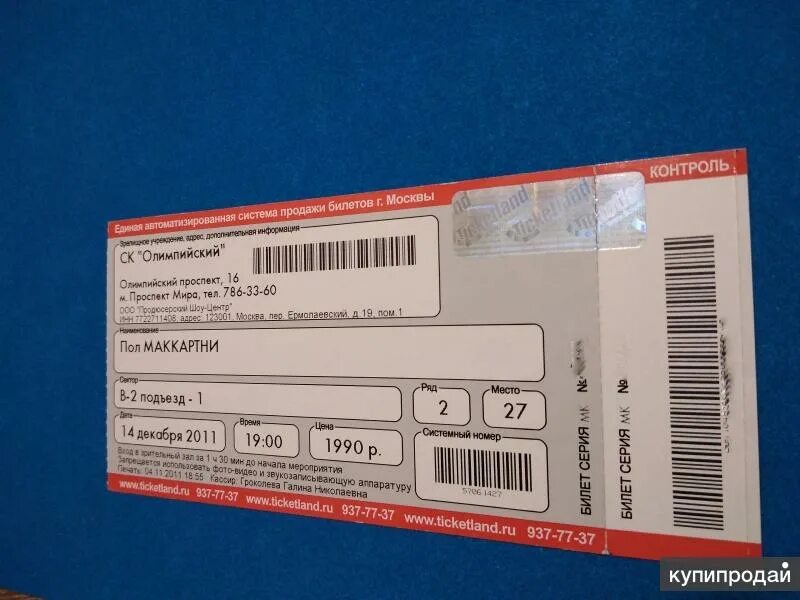 Единая автоматизированная система продажи билетов г. Москвы
КОНТРОЛЬ
ticketland
Ticketland
Зрелищное учреждение, адрес, дополнительная информация
СК "Олимпийский"
Олимпийский проспект, 16
м. Проспект Мира, тел. 786-33-60
ООО "Продюсерский Шоу-Центр"
ИНН 7722711408, адрес: 123001, Москва, пер. Ермолаевский, д.19, пом.1
Наименование
Пол МАККАРТНИ
Сектор
В-2 подъезд - 1
Ряд
2
Место
27
Дата
14 декабря 2011
Время
19:00
Цена
1990 р.
Системный номер
57061427
Вход в зрительный зал за 1 ч 30 мин до начала мероприятия
Запрещается использовать фото-видео и звукозаписывающую аппаратуру
Печать: 04.11.2011 18:55 Кассир: Гроколева Галина Николаевна
www.ticketland.ru 937-77-37 www.ticketland.ru 937-77-37 www.ticketland.ru 937-77-37
БИЛЕТ СЕРИЯ МК №
БИЛЕТ СЕРИЯ МК №
купипродай